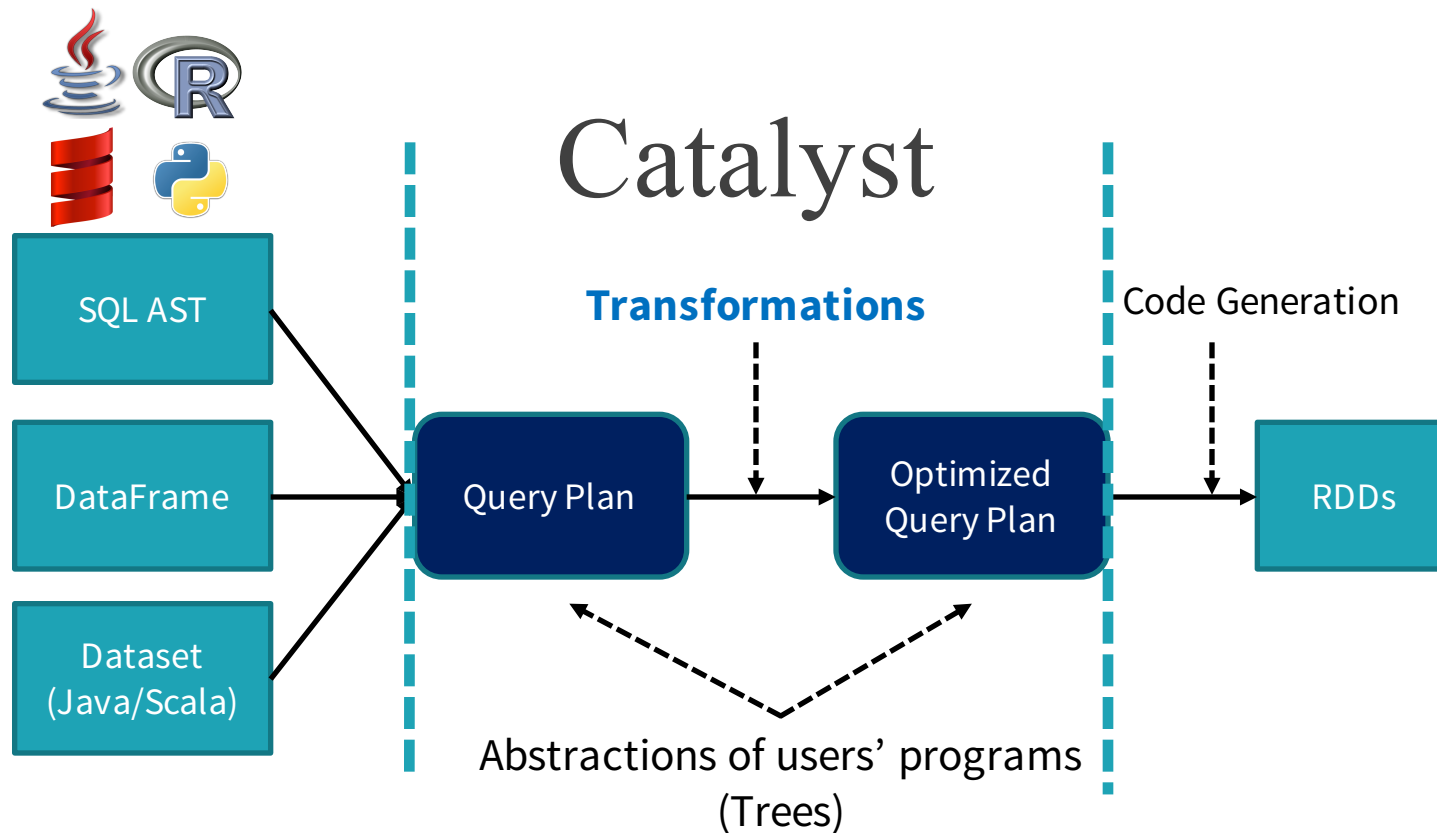 R
Catalyst
SQL AST
Transformations
Code Generation
DataFrame
Query Plan
Optimized
Query Plan
RDDs
Dataset
(Java/Scala)
Abstractions of users’ programs
(Trees)